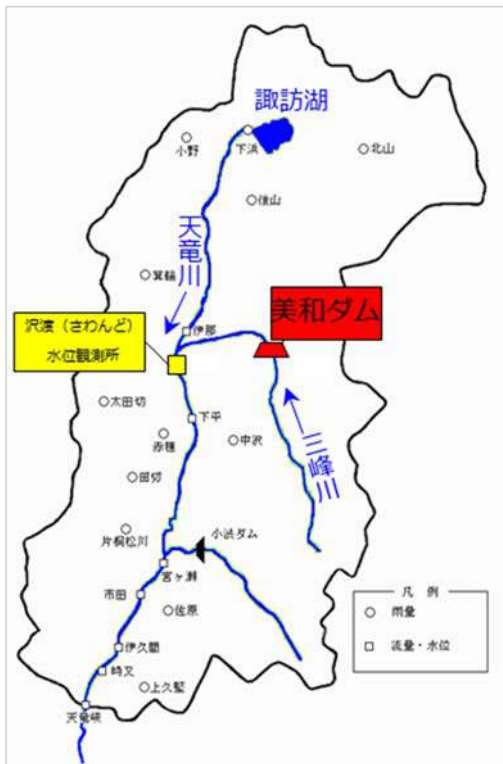 諏訪湖
下浜
小野
北山
後山
天竜川
箕輪
美和ダム
沢渡（さわんど）
水位観測所
伊那
太田切
下平
赤穂
中沢
三峰川
田切
片桐松川
小渋ダム
宮ヶ瀬
凡 例
雨量
流量・水位
市田
佐原
伊久間
時又
上久堅
天竜峡